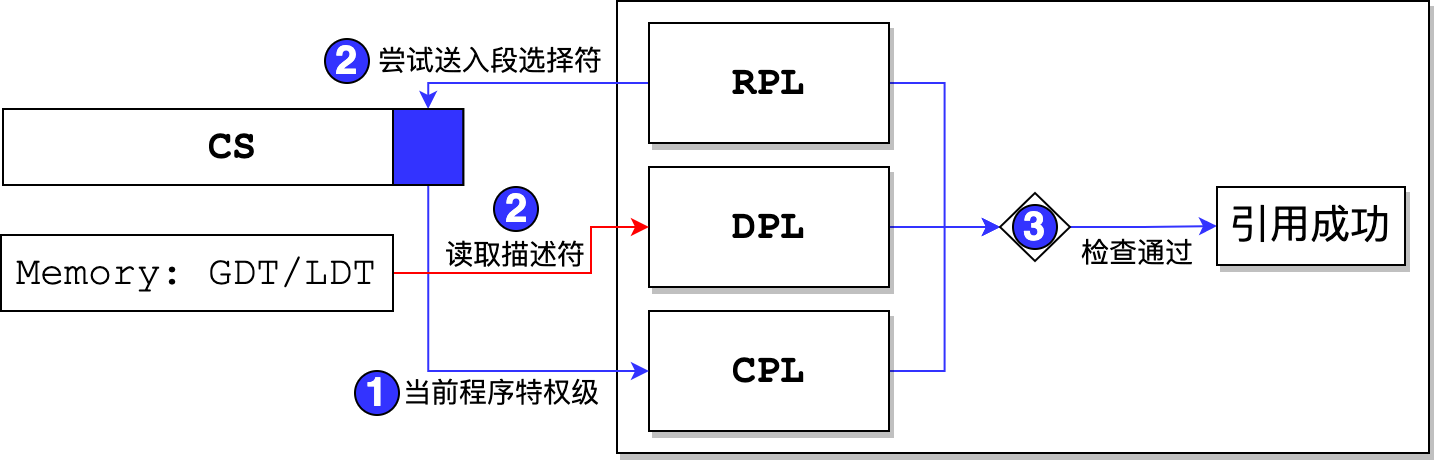 2 尝试送入段选择符
RPL
CS
2
读取描述符
DPL
3
检查通过
引用成功
Memory: GDT/LDT
CPL
1 当前程序特权级